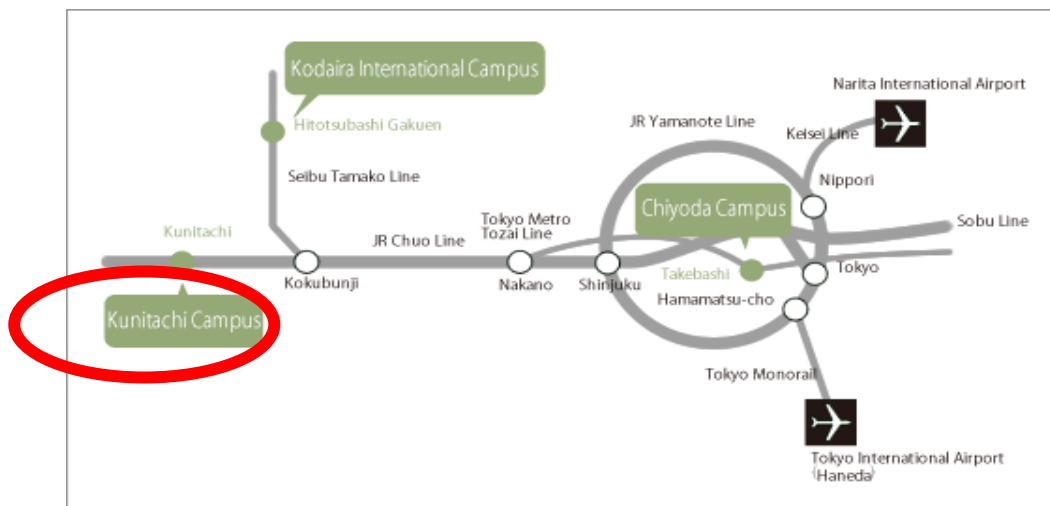 Kodaira International Campus
Narita International Airport
Hitotsubashi Gakuen
JR Yamanote Line
Keisei Line
Seibu Tamako Line
Nippori
Chiyoda Campus
Kunitachi
Tokyo Metro
Tozai Line
Sobu Line
JR Chuo Line
Kokubunji
Nakano
Shinjuku
Takebashi
Tokyo
Hamamatsu-cho
Kunitachi Campus
Tokyo Monorail
Tokyo International Airport
(Haneda)